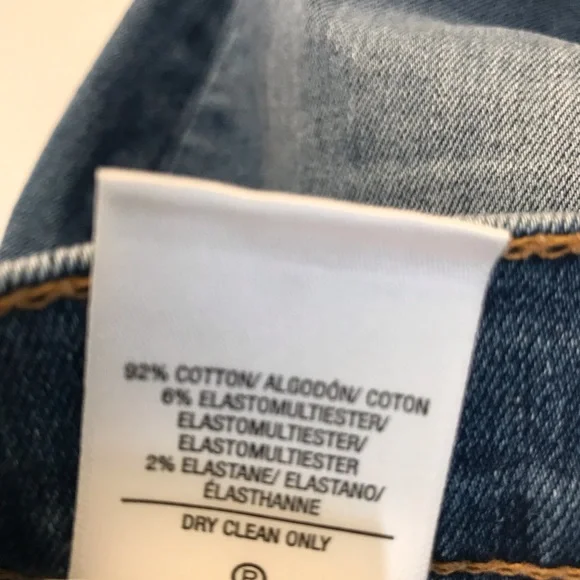 92% COTTON/ ALGODÓN/ COTON
6% ELASTOMULTIESTER/
ELASTOMULTIESTER/
ELASTOMULTIESTER
2% ELASTANE/ ELASTANO/
ÉLASTHANNE
DRY CLEAN ONLY
P